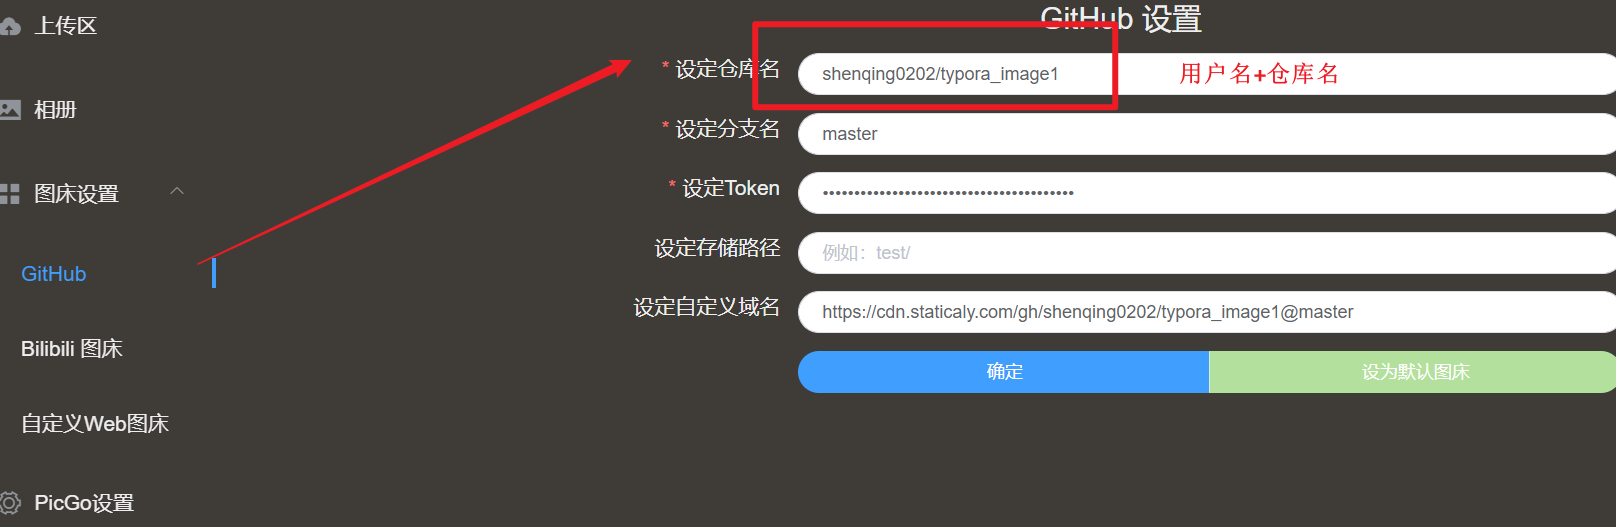 上传区
相册
图床设置
GitHub
Bilibili 图床
自定义Web图床
PicGo设置
GitHub 设置
* 设定仓库名 shenqing0202/typora_image1 用户名+仓库名
* 设定分支名 master
* 设定Token ••••••••••••••••••••••••••••••••••••••••
设定存储路径 例如：test/
设定自定义域名 https://cdn.staticaly.com/gh/shenqing0202/typora_image1@master
确定 设为默认图床